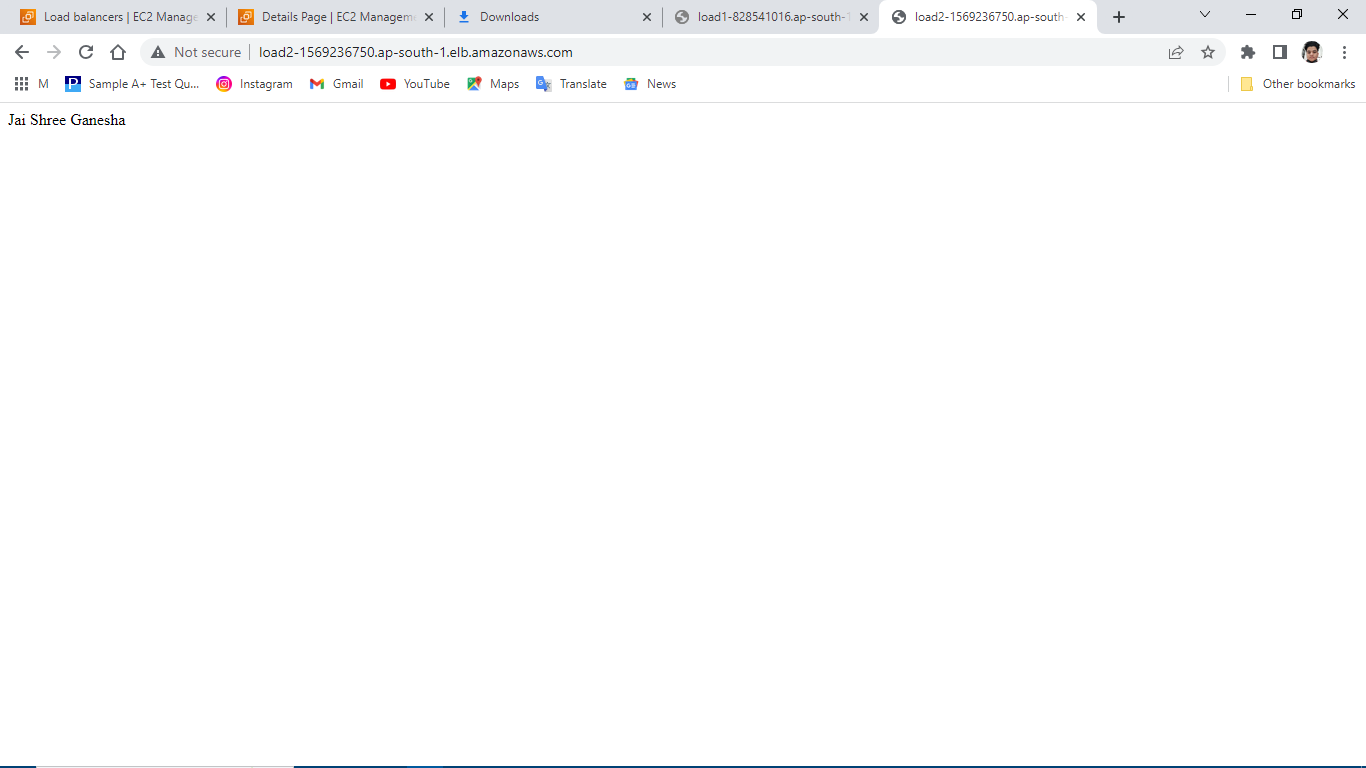 Load balancers | EC2 Manage
Details Page | EC2 Managem
Downloads
load1-828541016.ap-south-1
load2-1569236750.ap-south-
Not secure
load2-1569236750.ap-south-1.elb.amazonaws.com
M
Sample A+ Test Qu...
Instagram
Gmail
YouTube
Maps
Translate
News
Other bookmarks
Jai Shree Ganesha